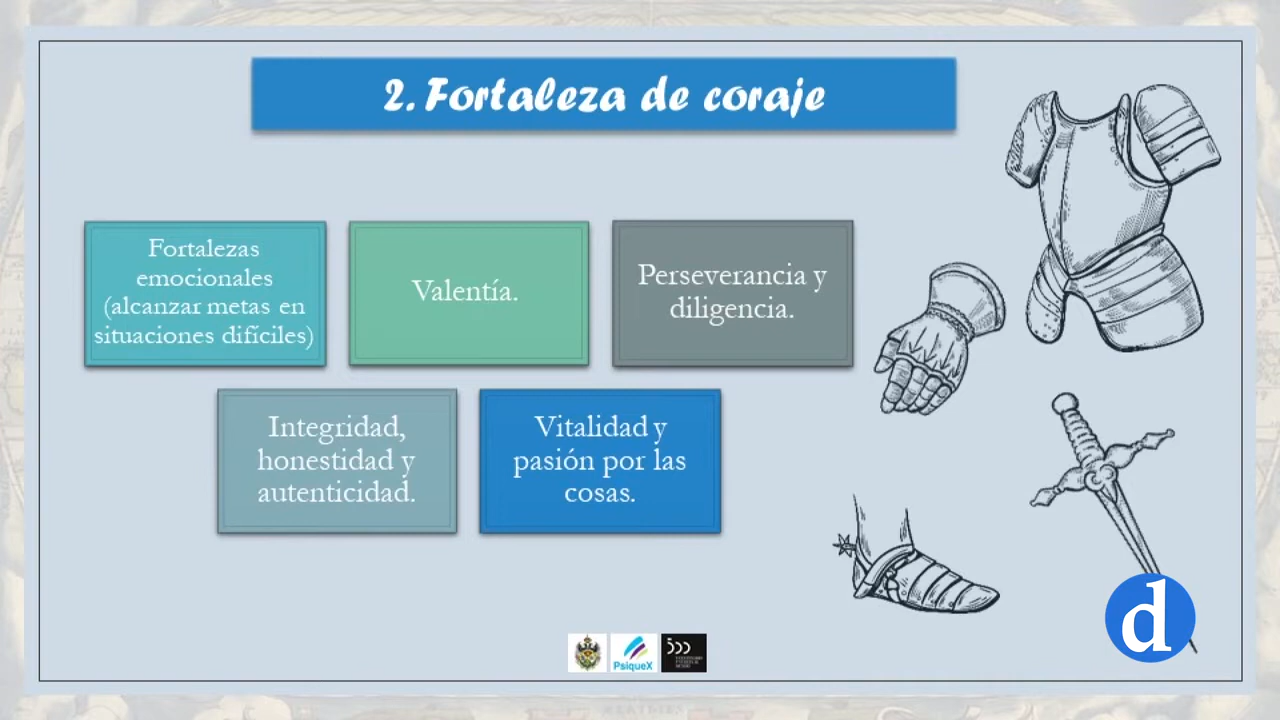 2. Fortaleza de coraje
Fortalezas
emocionales
(alcanzar metas en
situaciones difíciles)
Valentía.
Perseverancia y
diligencia.
Integridad,
honestidad y
autenticidad.
Vitalidad y
pasión por las
cosas.
PsiqueX
d